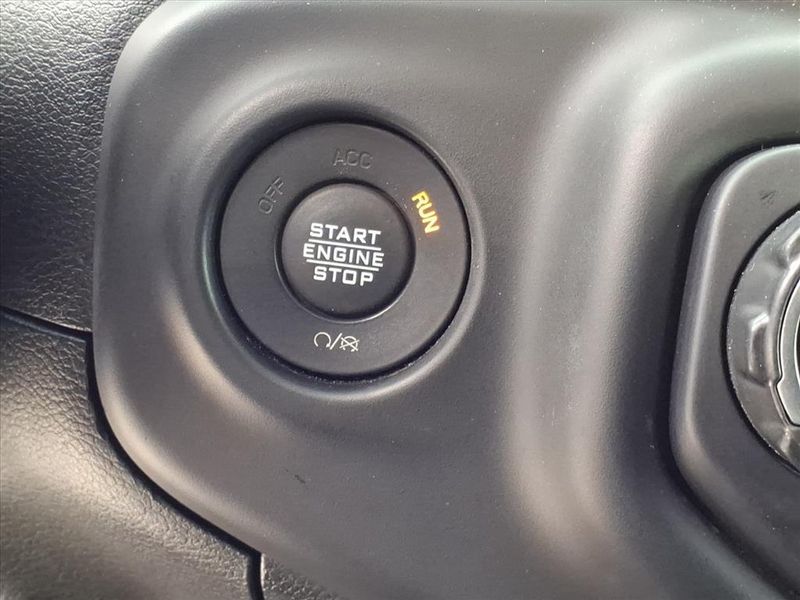 OFF
ACC
RUN
START
ENGINE
STOP